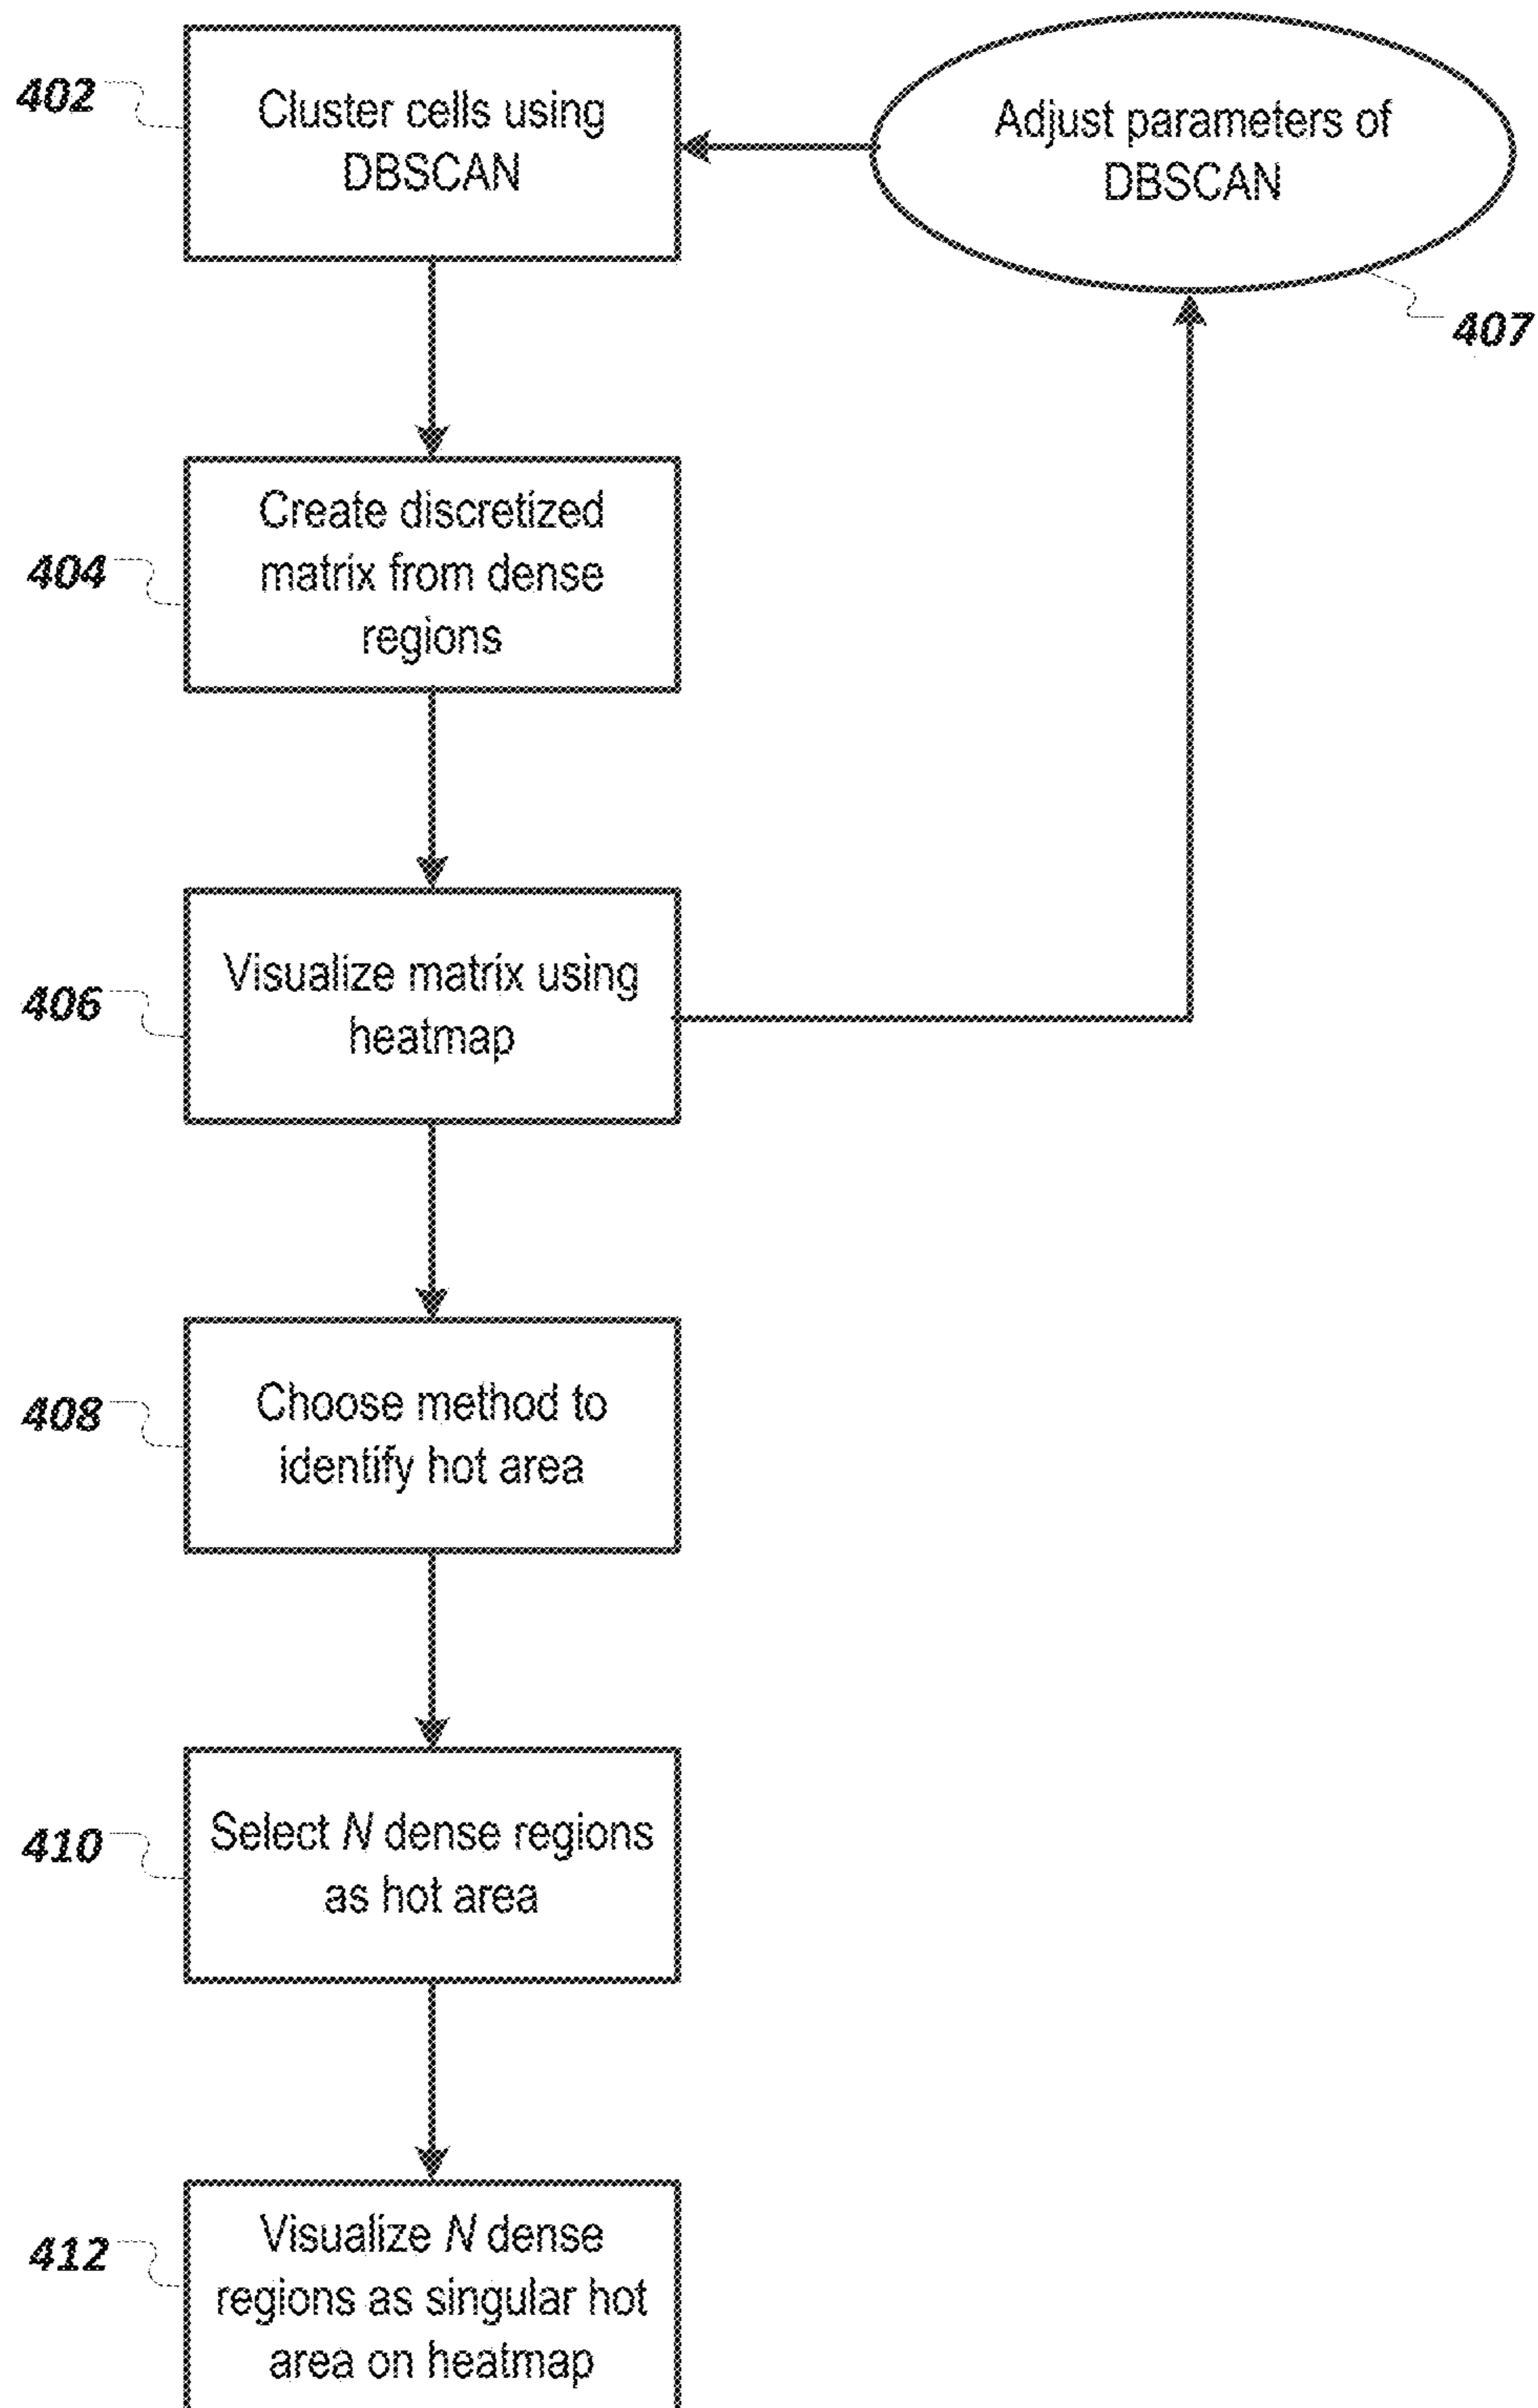 402
Cluster cells using
DBSCAN
Adjust parameters of
DBSCAN
407
404
Create discretized
matrix from dense
regions
406
Visualize matrix using
heatmap
408
Choose method to
identify hot area
410
Select N dense regions
as hot area
412
Visualize N dense
regions as singular hot
area on heatmap